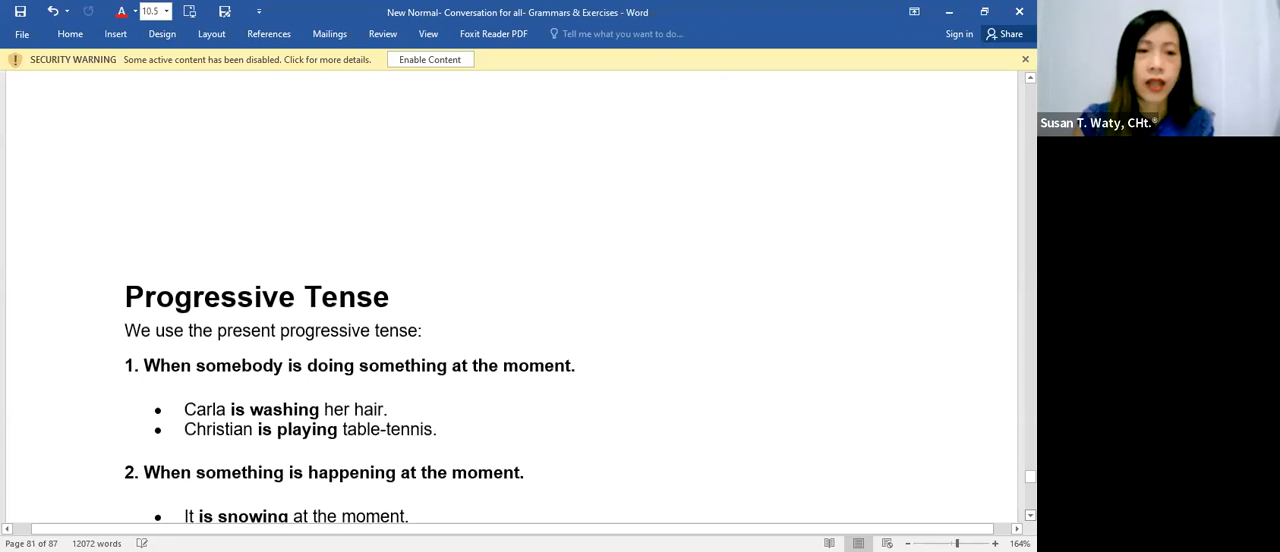 10.5
New Normal- Conversation for all- Grammars & Exercises - Word
File Home Insert Design Layout References Mailings Review View Foxit Reader PDF Tell me what you want to do... Sign in Share
SECURITY WARNING Some active content has been disabled. Click for more details. Enable Content
Susan T. Waty, CHt.®
Progressive Tense
We use the present progressive tense:
1. When somebody is doing something at the moment.
• Carla is washing her hair.
• Christian is playing table-tennis.
2. When something is happening at the moment.
• It is snowing at the moment.
Page 81 of 87 12072 words 164%